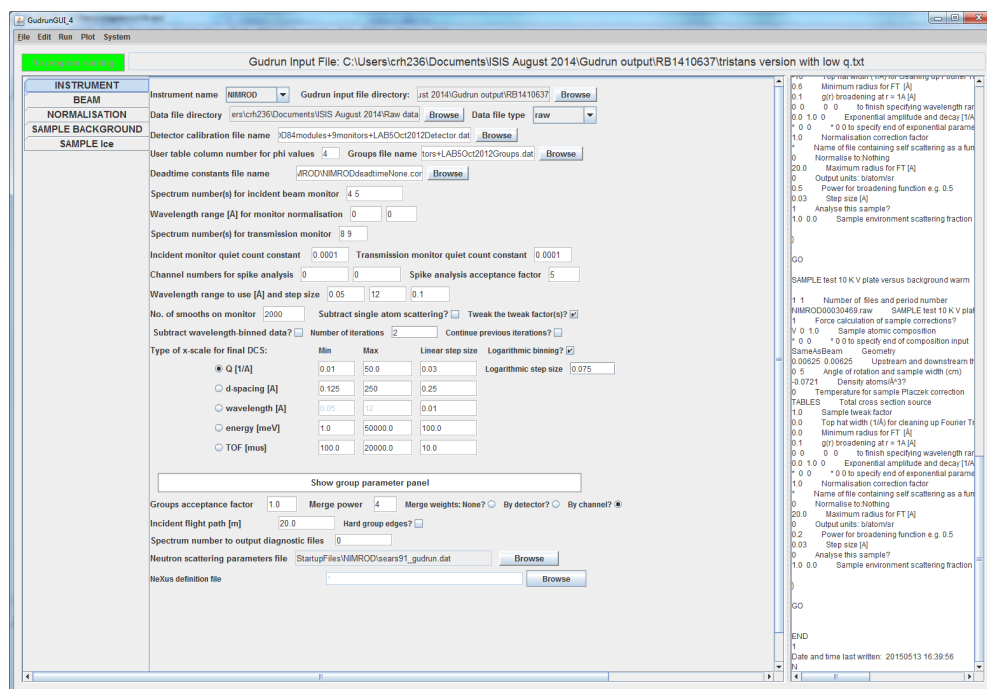 GudrunGUI_4
File Edit Run Plot System
Gudrun Input File: C:\Users\crh236\Documents\ISIS August 2014\Gudrun output\RB1410637\tristans version with low q.txt
INSTRUMENT
BEAM
NORMALISATION
SAMPLE BACKGROUND
SAMPLE Ice
Instrument name NIMROD Gudrun input file directory: ust 2014\Gudrun output\RB1410637 Browse
Data file directory ers\crh236\Documents\ISIS August 2014\Raw data Browse Data file type raw
Detector calibration file name D84modules+9monitors+LAB5Oct2012Detector.dat Browse
User table column number for phi values 4 Groups file name tors+LAB5Oct2012Groups.dat Browse
Deadtime constants file name MROD\NIMRODdeadtimeNone.cor Browse
Spectrum number(s) for incident beam monitor 4 5
Wavelength range [Å] for monitor normalisation 0 0
Spectrum number(s) for transmission monitor 8 9
Incident monitor quiet count constant 0.0001 Transmission monitor quiet count constant 0.0001
Channel numbers for spike analysis 0 0 Spike analysis acceptance factor 5
Wavelength range to use [Å] and step size 0.05 12 0.1
No. of smooths on monitor 2000 Subtract single atom scattering? Tweak the tweak factor(s)?
Subtract wavelength-binned data? Number of iterations 2 Continue previous iterations?
Type of x-scale for final DCS: Min Max Linear step size Logarithmic binning?
Q [1/Å] 0.01 50.0 0.03 Logarithmic step size 0.075
d-spacing [Å] 0.125 250 0.25
wavelength [Å] 0.05 12 0.01
energy [meV] 1.0 50000.0 100.0
TOF [mus] 100.0 20000.0 10.0
Show group parameter panel
Groups acceptance factor 1.0 Merge power 4 Merge weights: None? By detector? By channel?
Incident flight path [m] 20.0 Hard group edges?
Spectrum number to output diagnostic files 0
Neutron scattering parameters file StartupFiles\NIMROD\sears91_gudrun.dat Browse
NeXus definition file * Browse
Top hat width (1/Å) for cleaning up Fourier Tr
0.6 Minimum radius for FT [Å]
0.1 g(r) broadening at r = 1A [A]
0 0 0 0 to finish specifying wavelength rar
0.0 1.0 0 Exponential amplitude and decay [1/A
* 0 0 * 0 0 to specify end of exponential parame
1.0 Normalisation correction factor
* Name of file containing self scattering as a fun
0 Normalise to:Nothing
20.0 Maximum radius for FT [A]
0 Output units: b/atom/sr
0.5 Power for broadening function e.g. 0.5
0.03 Step size [A]
1 Analyse this sample?
1.0 0.0 Sample environment scattering fraction
}
GO
SAMPLE test 10 K V plate versus background warm
1 1 Number of files and period number
NIMROD00030469.raw SAMPLE test 10 K V plat
1 Force calculation of sample corrections?
V 0 1.0 Sample atomic composition
* 0 0 * 0 0 to specify end of composition input
SameAsBeam Geometry
0.00625 0.00625 Upstream and downstream th
0 5 Angle of rotation and sample width (cm)
-0.0721 Density atoms/Å^3?
0 Temperature for sample Placzek correction
TABLES Total cross section source
1.0 Sample tweak factor
0.0 Top hat width (1/Å) for cleaning up Fourier Tr
0.0 Minimum radius for FT [Å]
0.1 g(r) broadening at r = 1A [A]
0 0 0 0 to finish specifying wavelength rar
0.0 1.0 0 Exponential amplitude and decay [1/A
* 0 0 * 0 0 to specify end of exponential parame
1.0 Normalisation correction factor
* Name of file containing self scattering as a fun
0 Normalise to:Nothing
20.0 Maximum radius for FT [A]
0 Output units: b/atom/sr
0.2 Power for broadening function e.g. 0.5
0.03 Step size [A]
0 Analyse this sample?
1.0 0.0 Sample environment scattering fraction
}
GO
END
1
Date and time last written: 20150513 16:39:56
N